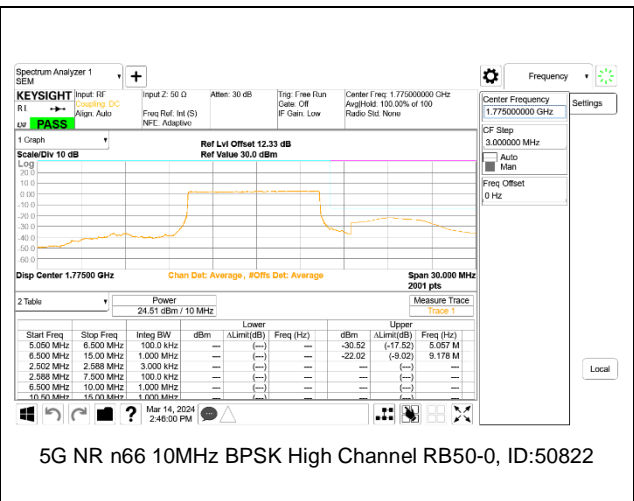 Spectrum Analyzer 1
SEM
Frequency
KEYSIGHT Input: RF Input Z: 50 Ω Atten: 30 dB Trig: Free Run Center Freq: 1.775000000 GHz
Coupling: DC Gate: Off Avg|Hold: 100.00% of 100
Align: Auto Freq Ref: Int (S) IF Gain: Low Radio Std: None
NFE: Adaptive
PASS
Center Frequency
1.775000000 GHz
Settings
CF Step
3.000000 MHz
Auto
Man
Freq Offset
0 Hz
1 Graph
Ref Lvl Offset 12.33 dB
Scale/Div 10 dB Ref Value 30.0 dBm
Log
20.0
10.0
0.00
-10.0
-20.0
-30.0
-40.0
-50.0
-60.0
Disp Center 1.77500 GHz Chan Det: Average , #Offs Det: Average Span 30.000 MHz
2001 pts
2 Table Power Measure Trace
24.51 dBm / 10 MHz Trace 1
Lower Upper
Start Freq Stop Freq Integ BW dBm ΔLimit(dB) Freq (Hz) dBm ΔLimit(dB) Freq (Hz)
5.050 MHz 6.500 MHz 100.0 kHz --- (---) --- -30.52 (-17.52) 5.057 M
6.500 MHz 15.00 MHz 1.000 MHz --- (---) --- -22.02 (-9.02) 9.178 M
2.502 MHz 2.588 MHz 3.000 kHz --- (---) --- --- (---) ---
2.588 MHz 7.500 MHz 100.0 kHz --- (---) --- --- (---) ---
6.500 MHz 10.00 MHz 1.000 MHz --- (---) --- --- (---) ---
10.50 MHz 15.00 MHz 1.000 MHz --- (---) --- --- (---) ---
Local
Mar 14, 2024
2:46:00 PM
5G NR n66 10MHz BPSK High Channel RB50-0, ID:50822